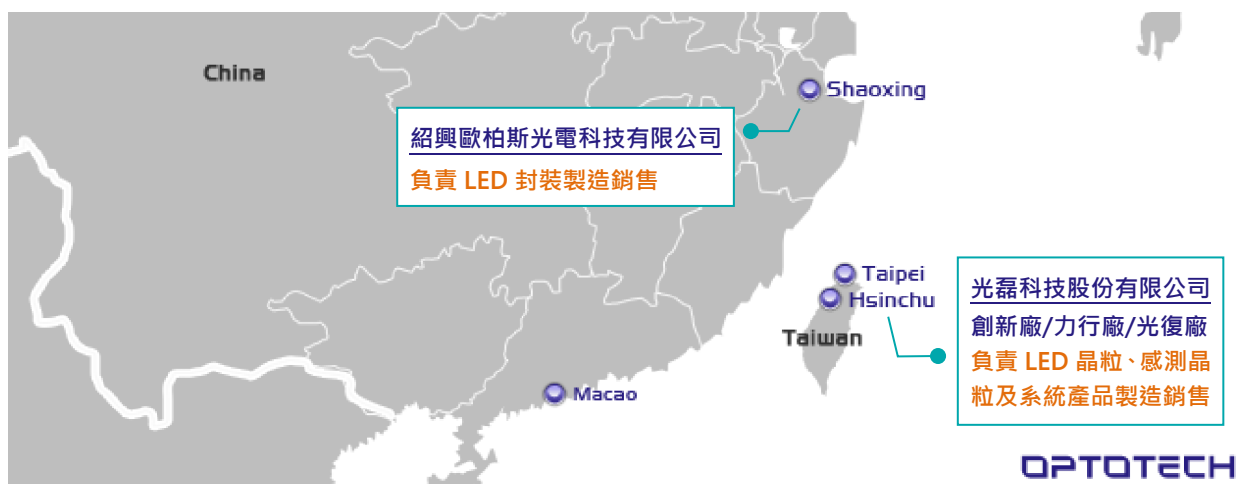 China
Shaoxing
紹興歐柏斯光電科技有限公司
負責 LED 封裝製造銷售
Taipei
Hsinchu
Taiwan
光磊科技股份有限公司
創新廠/力行廠/光復廠
負責 LED 晶粒、感測晶
粒及系統產品製造銷售
Macao
OPTOTECH